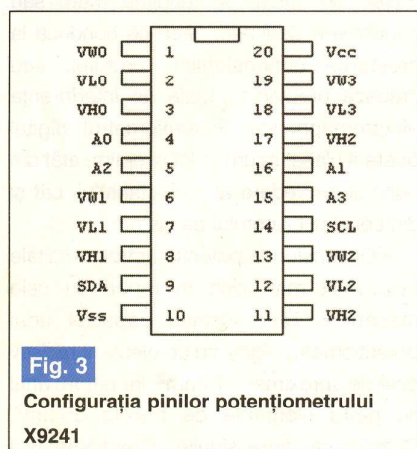 VW0 1 20 Vcc
VL0 2 19 VW3
VH0 3 18 VL3
A0 4 17 VH2
A2 5 16 A1
VW1 6 15 A3
VL1 7 14 SCL
VH1 8 13 VW2
SDA 9 12 VL2
Vss 10 11 VH2
Fig. 3
Configurația pinilor potențiometrului
X9241